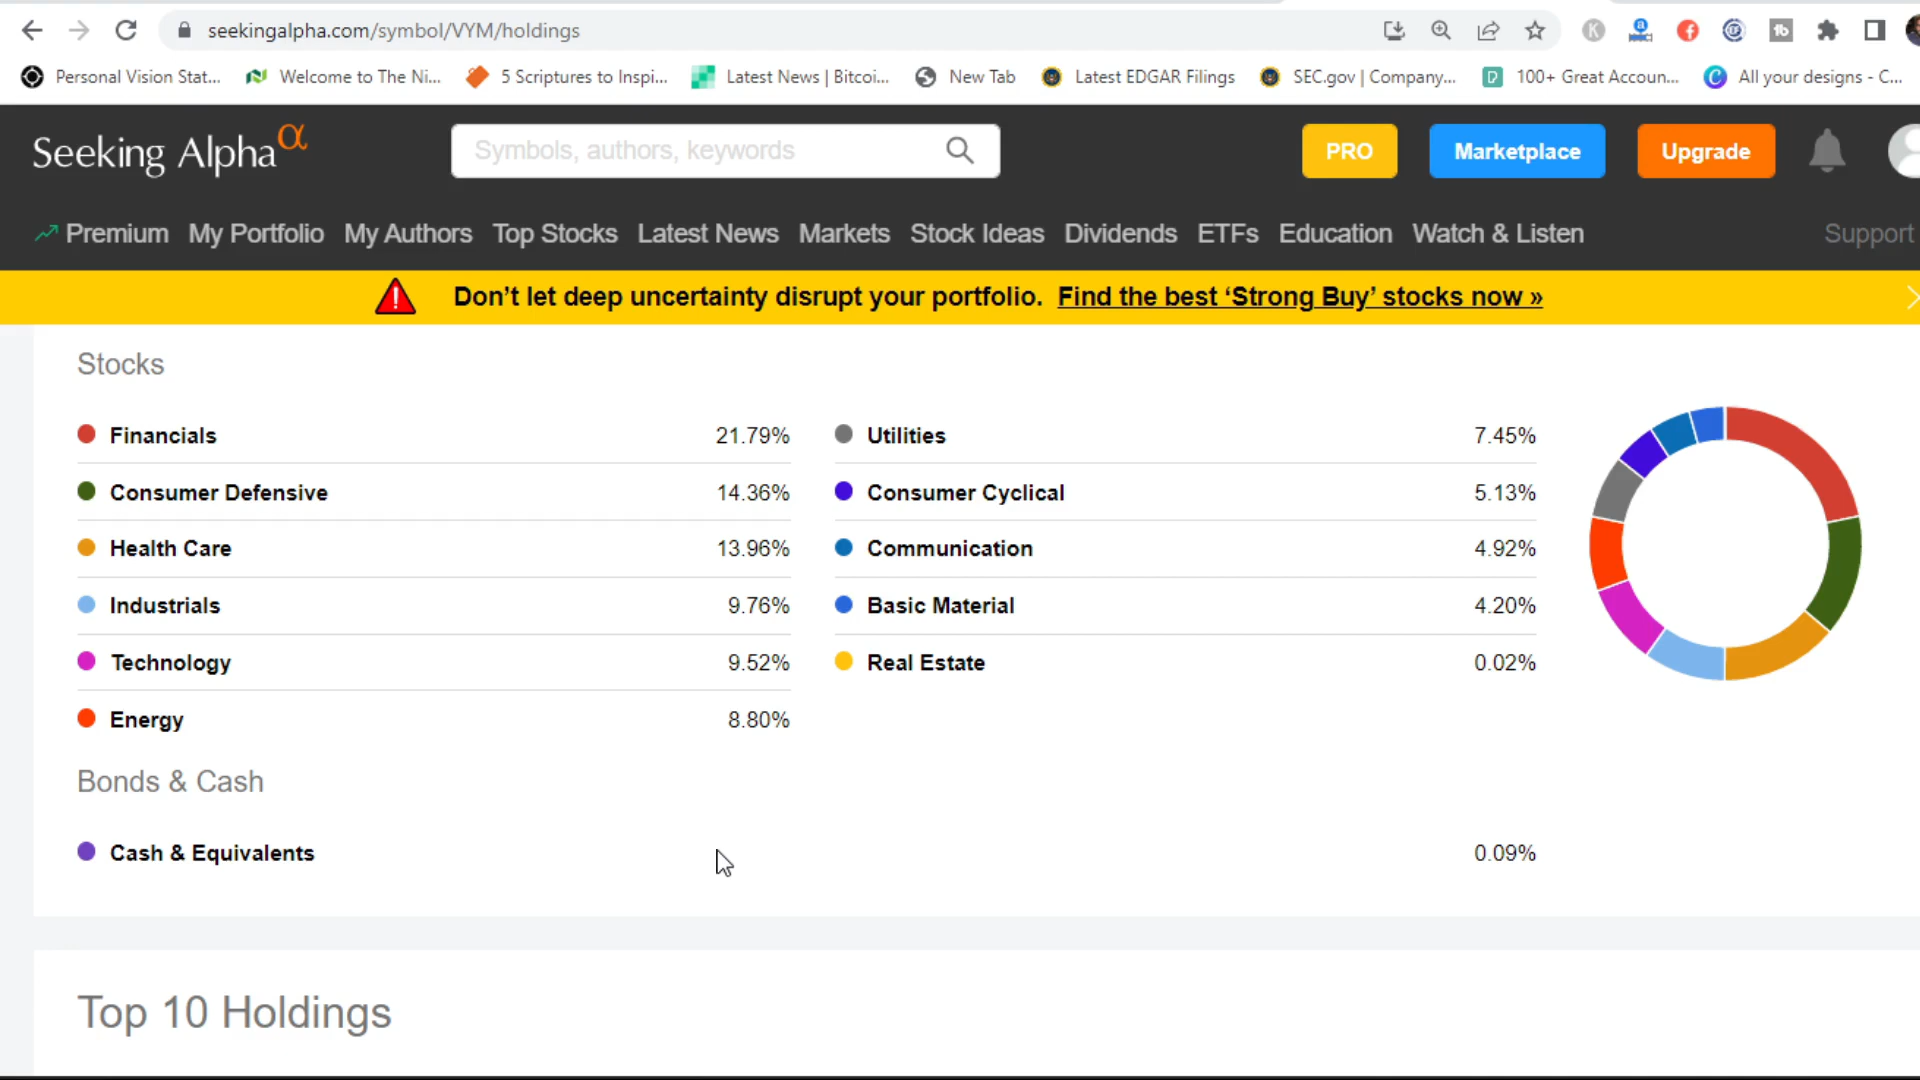 seekingalpha.com/symbol/VYM/holdings
Personal Vision Stat... Welcome to The Ni... 5 Scriptures to Inspi... Latest News | Bitcoi... New Tab Latest EDGAR Filings SEC.gov | Company... 100+ Great Accoun... All your designs - C...
Seeking Alpha α Symbols, authors, keywords PRO Marketplace Upgrade
Premium My Portfolio My Authors Top Stocks Latest News Markets Stock Ideas Dividends ETFs Education Watch & Listen Support
Don’t let deep uncertainty disrupt your portfolio. Find the best ‘Strong Buy’ stocks now »
Stocks
Financials 21.79% Utilities 7.45%
Consumer Defensive 14.36% Consumer Cyclical 5.13%
Health Care 13.96% Communication 4.92%
Industrials 9.76% Basic Material 4.20%
Technology 9.52% Real Estate 0.02%
Energy 8.80%
Bonds & Cash
Cash & Equivalents 0.09%
Top 10 Holdings